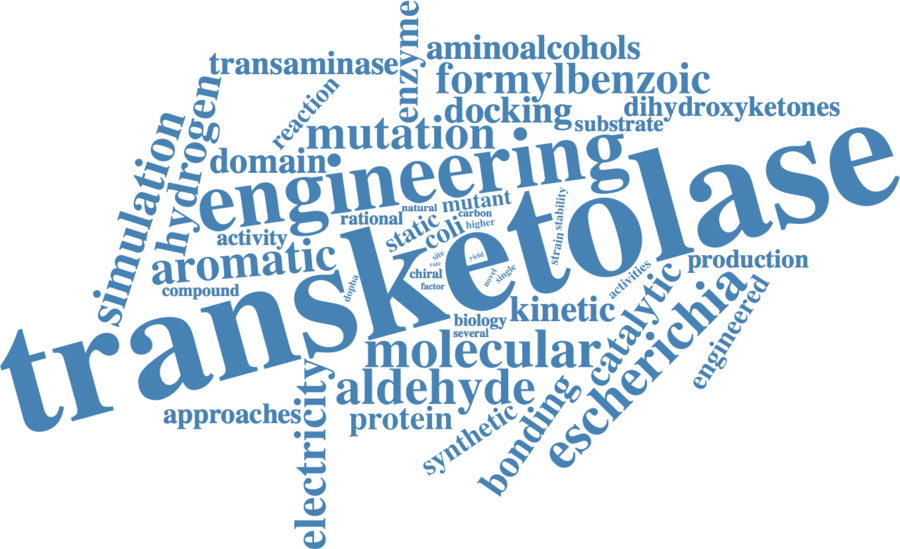 enzyme
aminoalcohols
transaminase
formylbenzoic
reaction
docking
dihydroxyketones
hydrogen
mutation
substrate
simulation
domain
engineering
transketolase
natural
mutant
rational
carbon
static
higher
strain stability
activity
coli
aromatic
site
yield
rate
chiral
novel
single
activities
production
compound
dopba
factor
kinetic
catalytic
biology
several
escherichia
engineered
molecular
aldehyde
electricity
approaches
protein
synthetic
bonding